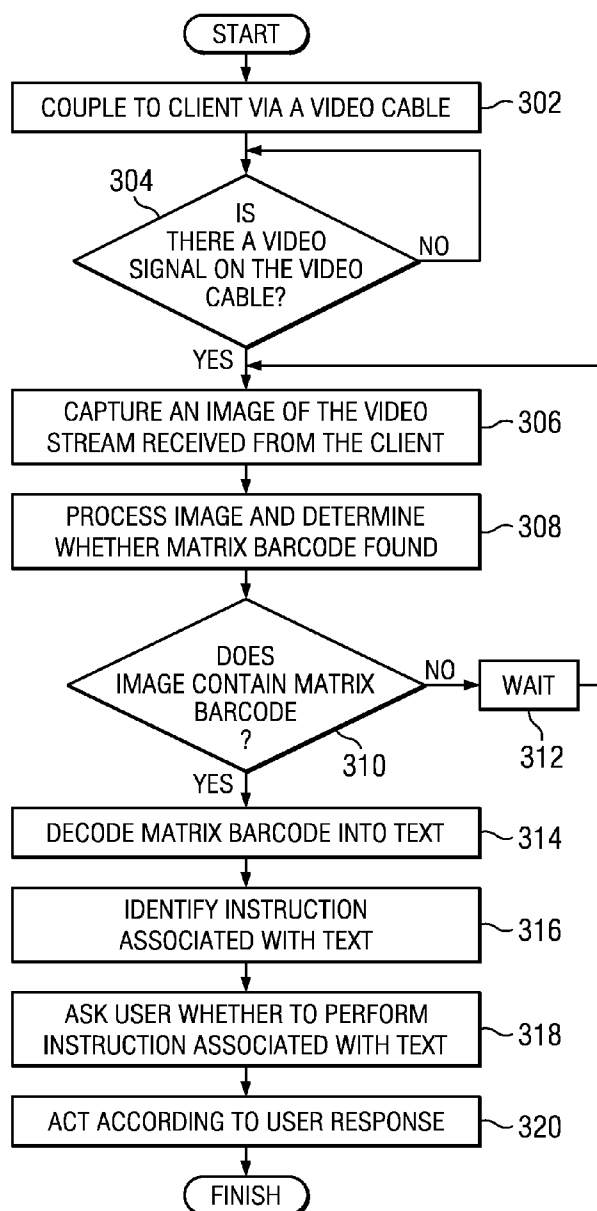 START
COUPLE TO CLIENT VIA A VIDEO CABLE
302
304
IS
THERE A VIDEO
SIGNAL ON THE VIDEO
CABLE?
NO
YES
CAPTURE AN IMAGE OF THE VIDEO
STREAM RECEIVED FROM THE CLIENT
306
PROCESS IMAGE AND DETERMINE
WHETHER MATRIX BARCODE FOUND
308
DOES
IMAGE CONTAIN MATRIX
BARCODE
?
310
NO
WAIT
312
YES
DECODE MATRIX BARCODE INTO TEXT
314
IDENTIFY INSTRUCTION
ASSOCIATED WITH TEXT
316
ASK USER WHETHER TO PERFORM
INSTRUCTION ASSOCIATED WITH TEXT
318
ACT ACCORDING TO USER RESPONSE
320
FINISH